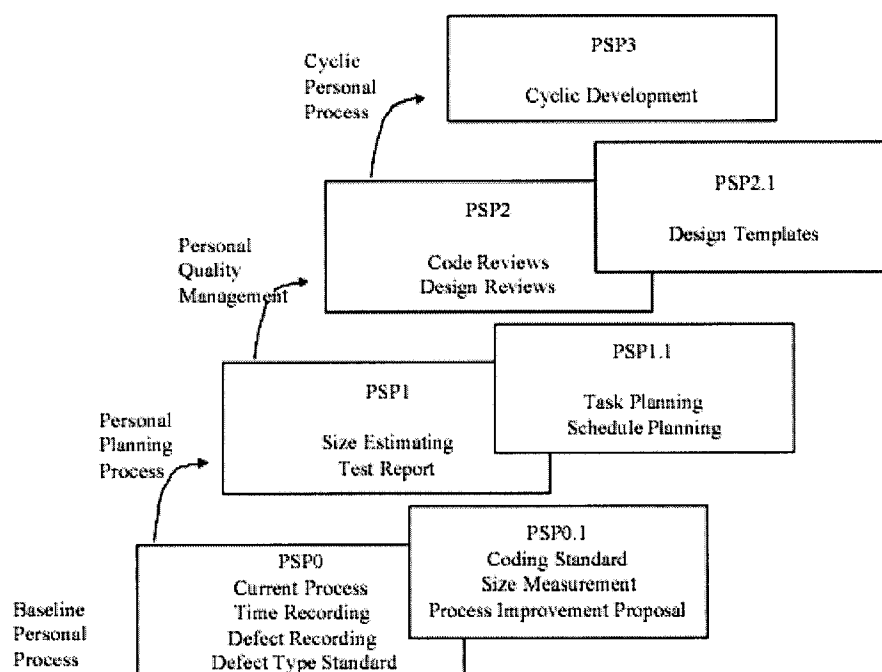 PSP3
Cyclic Development
Cyclic
Personal
Process
PSP2.1
Design Templates
PSP2
Code Reviews
Design Reviews
Personal
Quality
Management
PSP1.1
Task Planning
Schedule Planning
PSP1
Size Estimating
Test Report
Personal
Planning
Process
PSP0.1
Coding Standard
Size Measurement
Process Improvement Proposal
PSP0
Current Process
Time Recording
Defect Recording
Defect Type Standard
Baseline
Personal
Process